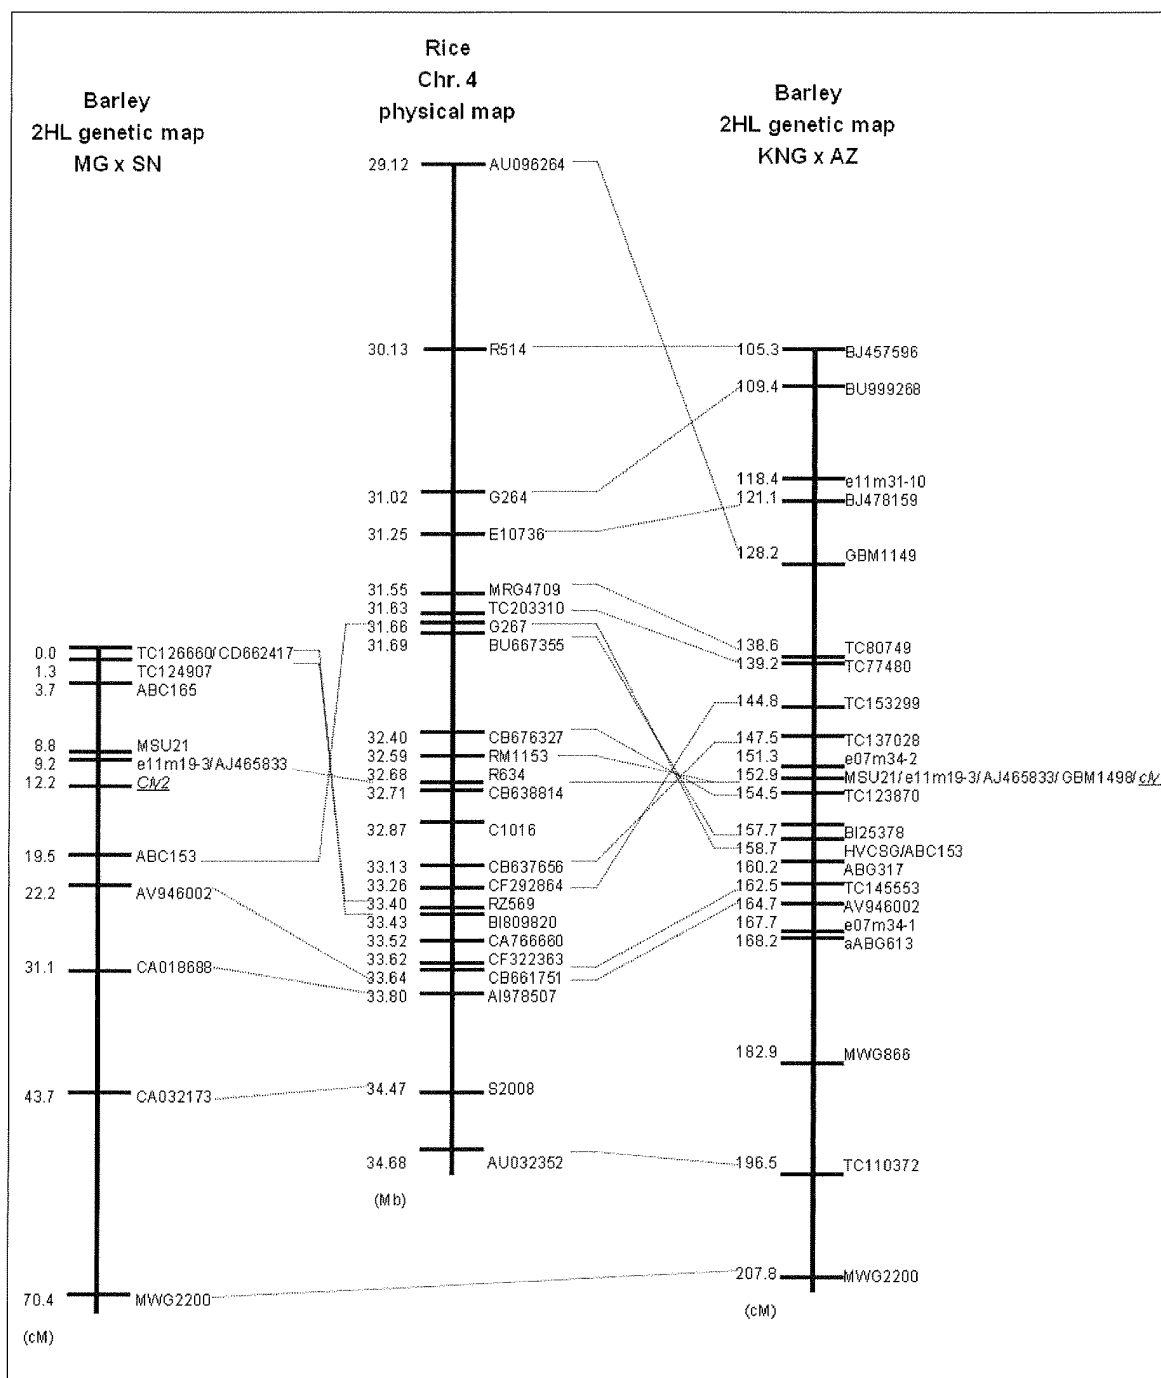 Barley
2HL genetic map
MG x SN
0.0 TC126660/CD662417
1.3 TC124907
3.7 ABC165
8.8 MSU21
9.2 e11m19-3/AJ465833
12.2 Cly2
19.5 ABC153
22.2 AV946002
31.1 CA018688
43.7 CA032173
70.4 MWG2200
(cM)
Rice
Chr. 4
physical map
29.12 AU096264
30.13 R514
31.02 G264
31.25 E10736
31.55 MRG4709
31.63 TC203310
31.66 G267
31.69 BU667355
32.40 CB676327
32.59 RM1153
32.68 R634
32.71 CB638814
32.87 C1016
33.13 CB637656
33.26 CF292864
33.40 RZ569
33.43 BI809820
33.52 CA766660
33.62 CF322363
33.64 CB661751
33.80 AI978507
34.47 S2008
34.68 AU032352
(Mb)
Barley
2HL genetic map
KNG x AZ
105.3 BJ457596
109.4 BU999268
118.4 e11m31-10
121.1 BJ478159
128.2 GBM1149
138.6 TC80749
139.2 TC77480
144.8 TC153299
147.5 TC137028
151.3 e07m34-2
152.9 MSU21/e11m19-3/AJ465833/GBM1498/cly
154.5 TC123870
157.7 BI25378
158.7 HVCSG/ABC153
160.2 ABG317
162.5 TC145553
164.7 AV946002
167.7 e07m34-1
168.2 aABG613
182.9 MWG866
196.5 TC110372
207.8 MWG2200
(cM)